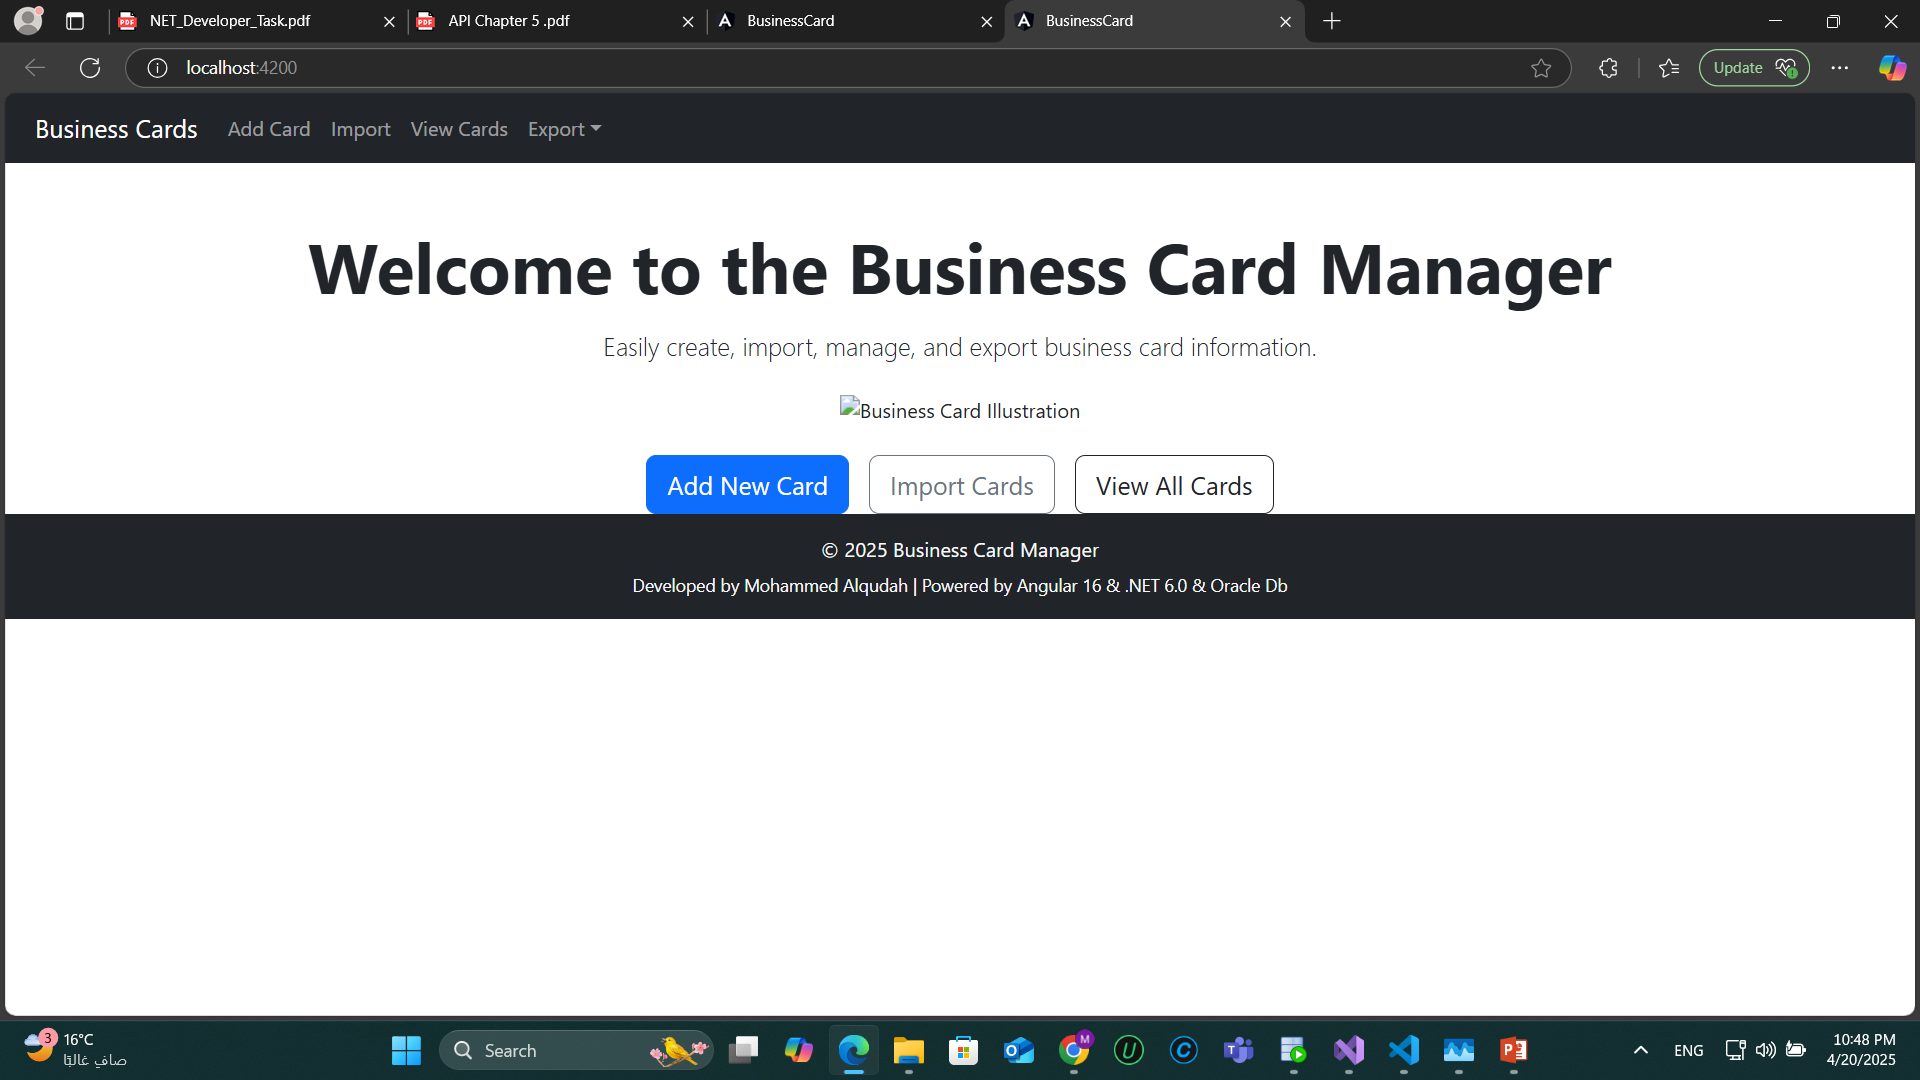 NET_Developer_Task.pdf
API Chapter 5 .pdf
BusinessCard
BusinessCard
localhost:4200
Update
Business Cards
Add Card
Import
View Cards
Export
Welcome to the Business Card Manager
Easily create, import, manage, and export business card information.
Business Card Illustration
Add New Card
Import Cards
View All Cards
© 2025 Business Card Manager
Developed by Mohammed Alqudah | Powered by Angular 16 & .NET 6.0 & Oracle Db
3
16°C
صافٍ غالبًا
Search
M
ENG
10:48 PM
4/20/2025